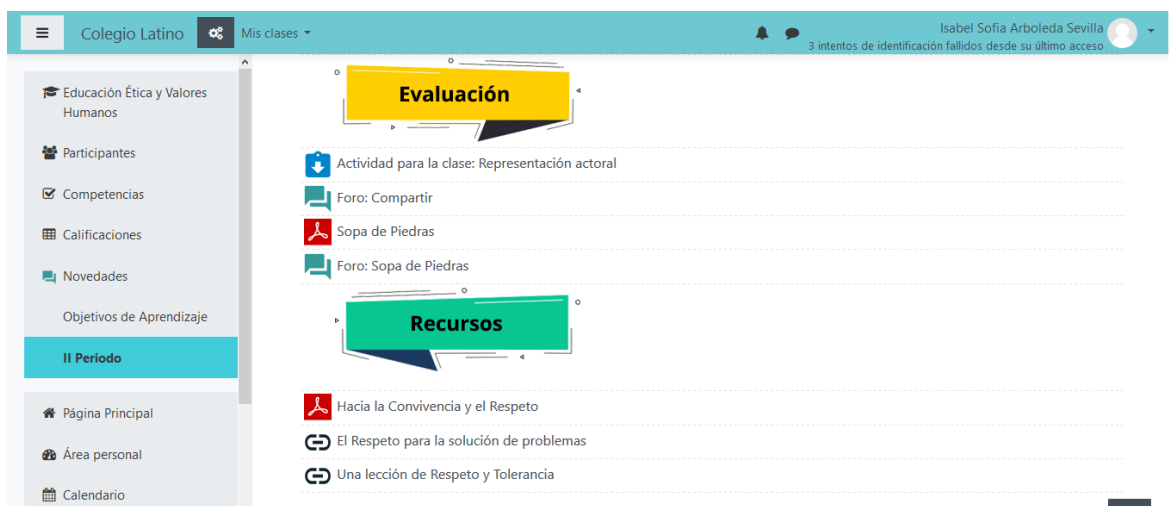 Colegio Latino
Mis clases
Isabel Sofia Arboleda Sevilla
3 intentos de identificación fallidos desde su último acceso
Educación Ética y Valores
Humanos
Participantes
Competencias
Calificaciones
Novedades
Objetivos de Aprendizaje
II Periodo
Página Principal
Área personal
Calendario
Evaluación
Actividad para la clase: Representación actoral
Foro: Compartir
Sopa de Piedras
Foro: Sopa de Piedras
Recursos
Hacia la Convivencia y el Respeto
El Respeto para la solución de problemas
Una lección de Respeto y Tolerancia